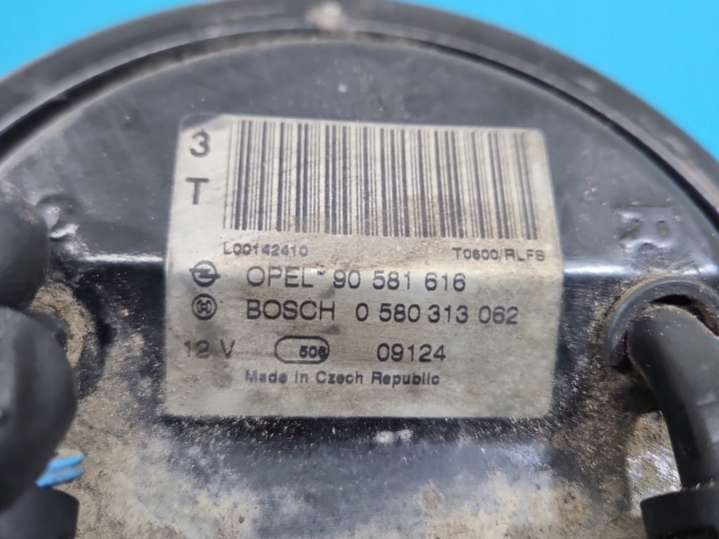 3
T
L00142410 T0600/RLFS
OPEL 90 581 616
BOSCH 0 580 313 062
12 V 506 09124
Made in Czech Republic